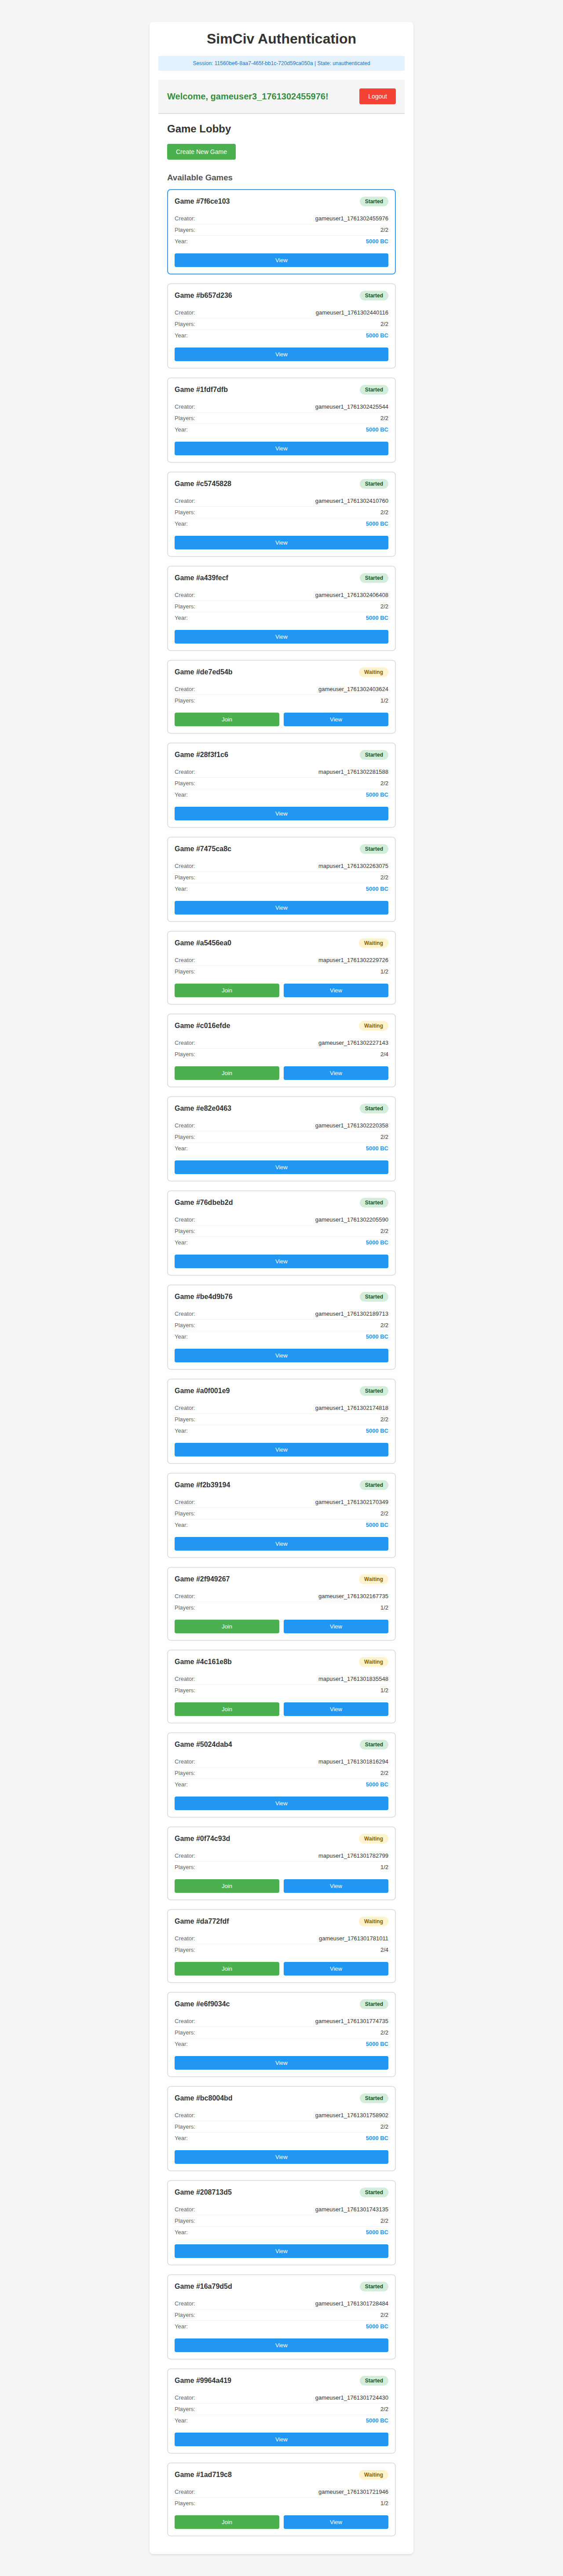 SimCiv Authentication
Session: 11560be6-8aa7-465f-bb1c-720d59ca050a | State: unauthenticated
Welcome, gameuser3_1761302455976!
Logout
Game Lobby
Create New Game
Available Games
Game #7f6ce103 Started
Creator: gameuser1_1761302455976
Players: 2/2
Year: 5000 BC
View
Game #b657d236 Started
Creator: gameuser1_1761302440116
Players: 2/2
Year: 5000 BC
View
Game #1fdf7dfb Started
Creator: gameuser1_1761302425544
Players: 2/2
Year: 5000 BC
View
Game #c5745828 Started
Creator: gameuser1_1761302410760
Players: 2/2
Year: 5000 BC
View
Game #a439fecf Started
Creator: gameuser1_1761302406408
Players: 2/2
Year: 5000 BC
View
Game #de7ed54b Waiting
Creator: gameuser_1761302403624
Players: 1/2
Join View
Game #28f3f1c6 Started
Creator: mapuser1_1761302281588
Players: 2/2
Year: 5000 BC
View
Game #7475ca8c Started
Creator: mapuser1_1761302263075
Players: 2/2
Year: 5000 BC
View
Game #a5456ea0 Waiting
Creator: mapuser1_1761302229726
Players: 1/2
Join View
Game #c016efde Waiting
Creator: gameuser_1761302227143
Players: 2/4
Join View
Game #e82e0463 Started
Creator: gameuser1_1761302220358
Players: 2/2
Year: 5000 BC
View
Game #76dbeb2d Started
Creator: gameuser1_1761302205590
Players: 2/2
Year: 5000 BC
View
Game #be4d9b76 Started
Creator: gameuser1_1761302189713
Players: 2/2
Year: 5000 BC
View
Game #a0f001e9 Started
Creator: gameuser1_1761302174818
Players: 2/2
Year: 5000 BC
View
Game #f2b39194 Started
Creator: gameuser1_1761302170349
Players: 2/2
Year: 5000 BC
View
Game #2f949267 Waiting
Creator: gameuser_1761302167735
Players: 1/2
Join View
Game #4c161e8b Waiting
Creator: mapuser1_1761301835548
Players: 1/2
Join View
Game #5024dab4 Started
Creator: mapuser1_1761301816294
Players: 2/2
Year: 5000 BC
View
Game #0f74c93d Waiting
Creator: mapuser1_1761301782799
Players: 1/2
Join View
Game #da772fdf Waiting
Creator: gameuser_1761301781011
Players: 2/4
Join View
Game #e6f9034c Started
Creator: gameuser1_1761301774735
Players: 2/2
Year: 5000 BC
View
Game #bc8004bd Started
Creator: gameuser1_1761301758902
Players: 2/2
Year: 5000 BC
View
Game #208713d5 Started
Creator: gameuser1_1761301743135
Players: 2/2
Year: 5000 BC
View
Game #16a79d5d Started
Creator: gameuser1_1761301728484
Players: 2/2
Year: 5000 BC
View
Game #9964a419 Started
Creator: gameuser1_1761301724430
Players: 2/2
Year: 5000 BC
View
Game #1ad719c8 Waiting
Creator: gameuser_1761301721946
Players: 1/2
Join View